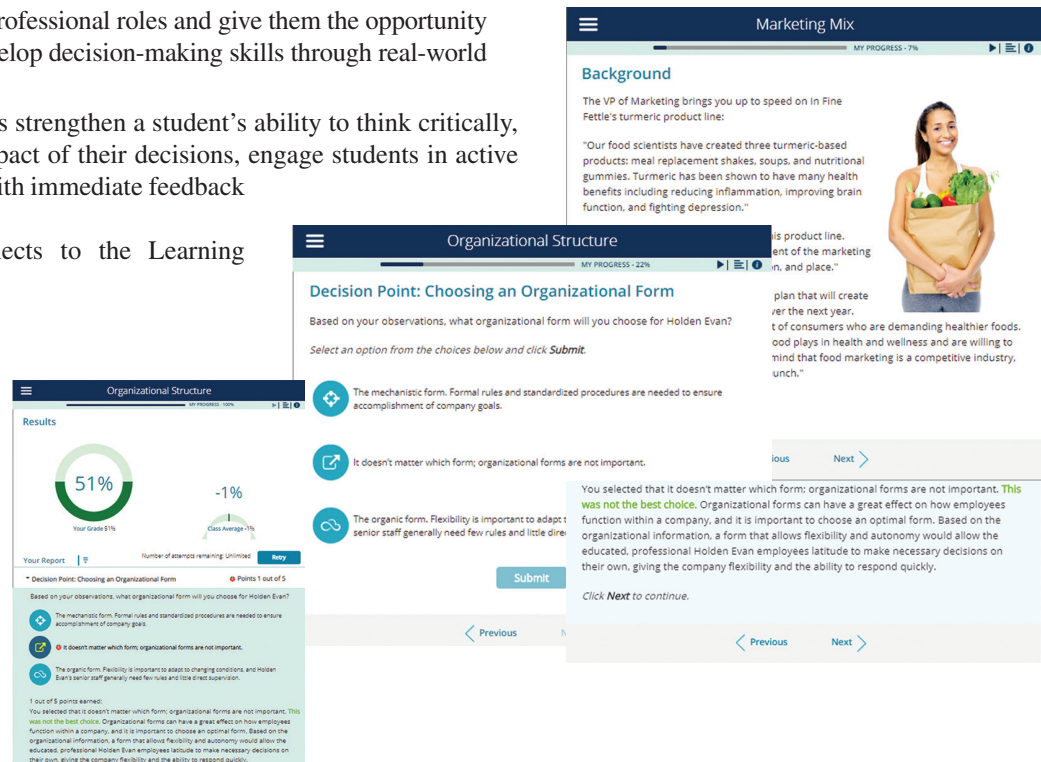 rofessional roles and give them the opportunity
elop decision-making skills through real-world
s strengthen a student's ability to think critically,
pact of their decisions, engage students in active
ith immediate feedback
ects to the Learning
Marketing Mix
MY PROGRESS - 7%
Background
The VP of Marketing brings you up to speed on In Fine
Fettle's turmeric product line:
"Our food scientists have created three turmeric-based
products: meal replacement shakes, soups, and nutritional
gummies. Turmeric has been shown to have many health
benefits including reducing inflammation, improving brain
function, and fighting depression."
is product line.
ent of the marketing
n, and place."
plan that will create
ver the next year.
t of consumers who are demanding healthier foods.
ood plays in health and wellness and are willing to
mind that food marketing is a competitive industry,
unch."
ious Next
Organizational Structure
MY PROGRESS - 22%
Decision Point: Choosing an Organizational Form
Based on your observations, what organizational form will you choose for Holden Evan?
Select an option from the choices below and click Submit.
The mechanistic form. Formal rules and standardized procedures are needed to ensure
accomplishment of company goals.
It doesn't matter which form; organizational forms are not important.
The organic form. Flexibility is important to adapt t
senior staff generally need few rules and little dire
Submit
Previous N
You selected that it doesn't matter which form; organizational forms are not important. This
was not the best choice. Organizational forms can have a great effect on how employees
function within a company, and it is important to choose an optimal form. Based on the
organizational information, a form that allows flexibility and autonomy would allow the
educated, professional Holden Evan employees latitude to make necessary decisions on
their own, giving the company flexibility and the ability to respond quickly.
Click Next to continue.
Previous Next
Organizational Structure
MY PROGRESS - 100%
Results
51%
Your Grade 51%
-1%
Class Average -1%
Your Report
Number of attempts remaining: Unlimited Retry
Decision Point: Choosing an Organizational Form Points 1 out of 5
Based on your observations, what organizational form will you choose for Holden Evan?
The mechanistic form. Formal rules and standardized procedures are needed to ensure
accomplishment of company goals.
It doesn't matter which form; organizational forms are not important.
The organic form. Flexibility is important to adapt to changing conditions, and Holden
Evan's senior staff generally need few rules and little direct supervision.
1 out of 5 points earned:
You selected that it doesn't matter which form; organizational forms are not important. This
was not the best choice. Organizational forms can have a great effect on how employees
function within a company, and it is important to choose an optimal form. Based on the
organizational information, a form that allows flexibility and autonomy would allow the
educated, professional Holden Evan employees latitude to make necessary decisions on
their own, giving the company flexibility and the ability to respond quickly.